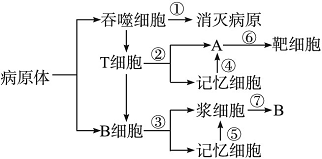 吞噬细胞 ① 消灭病原
T细胞 ② A ⑥ 靶细胞
④
病原体 记忆细胞
B细胞 ③ 浆细胞 ⑦ B
⑤
记忆细胞